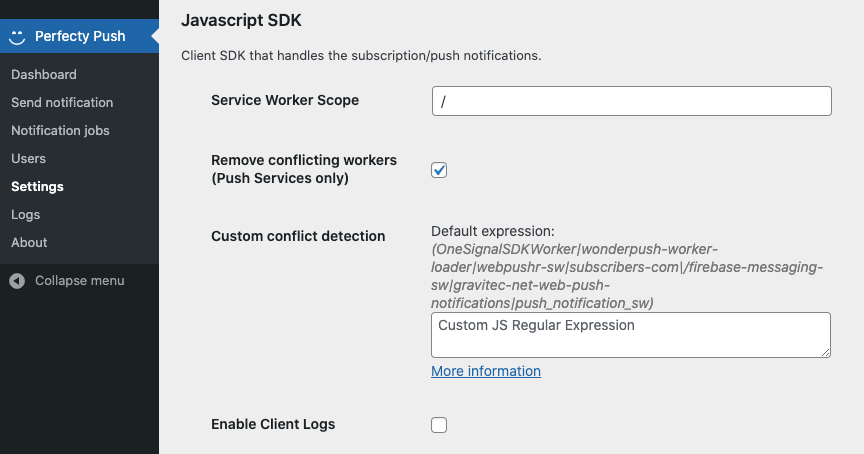 Perfecty Push
Dashboard
Send notification
Notification jobs
Users
Settings
Logs
About
Collapse menu
Javascript SDK
Client SDK that handles the subscription/push notifications.
Service Worker Scope
/
Remove conflicting workers
(Push Services only)
Custom conflict detection
Default expression:
(OneSignalSDKWorker|wonderpush-worker-
loader|webpushr-sw|subscribers-com\/firebase-messaging-
sw|gravitec-net-web-push-
notifications|push_notification_sw)
Custom JS Regular Expression
More information
Enable Client Logs